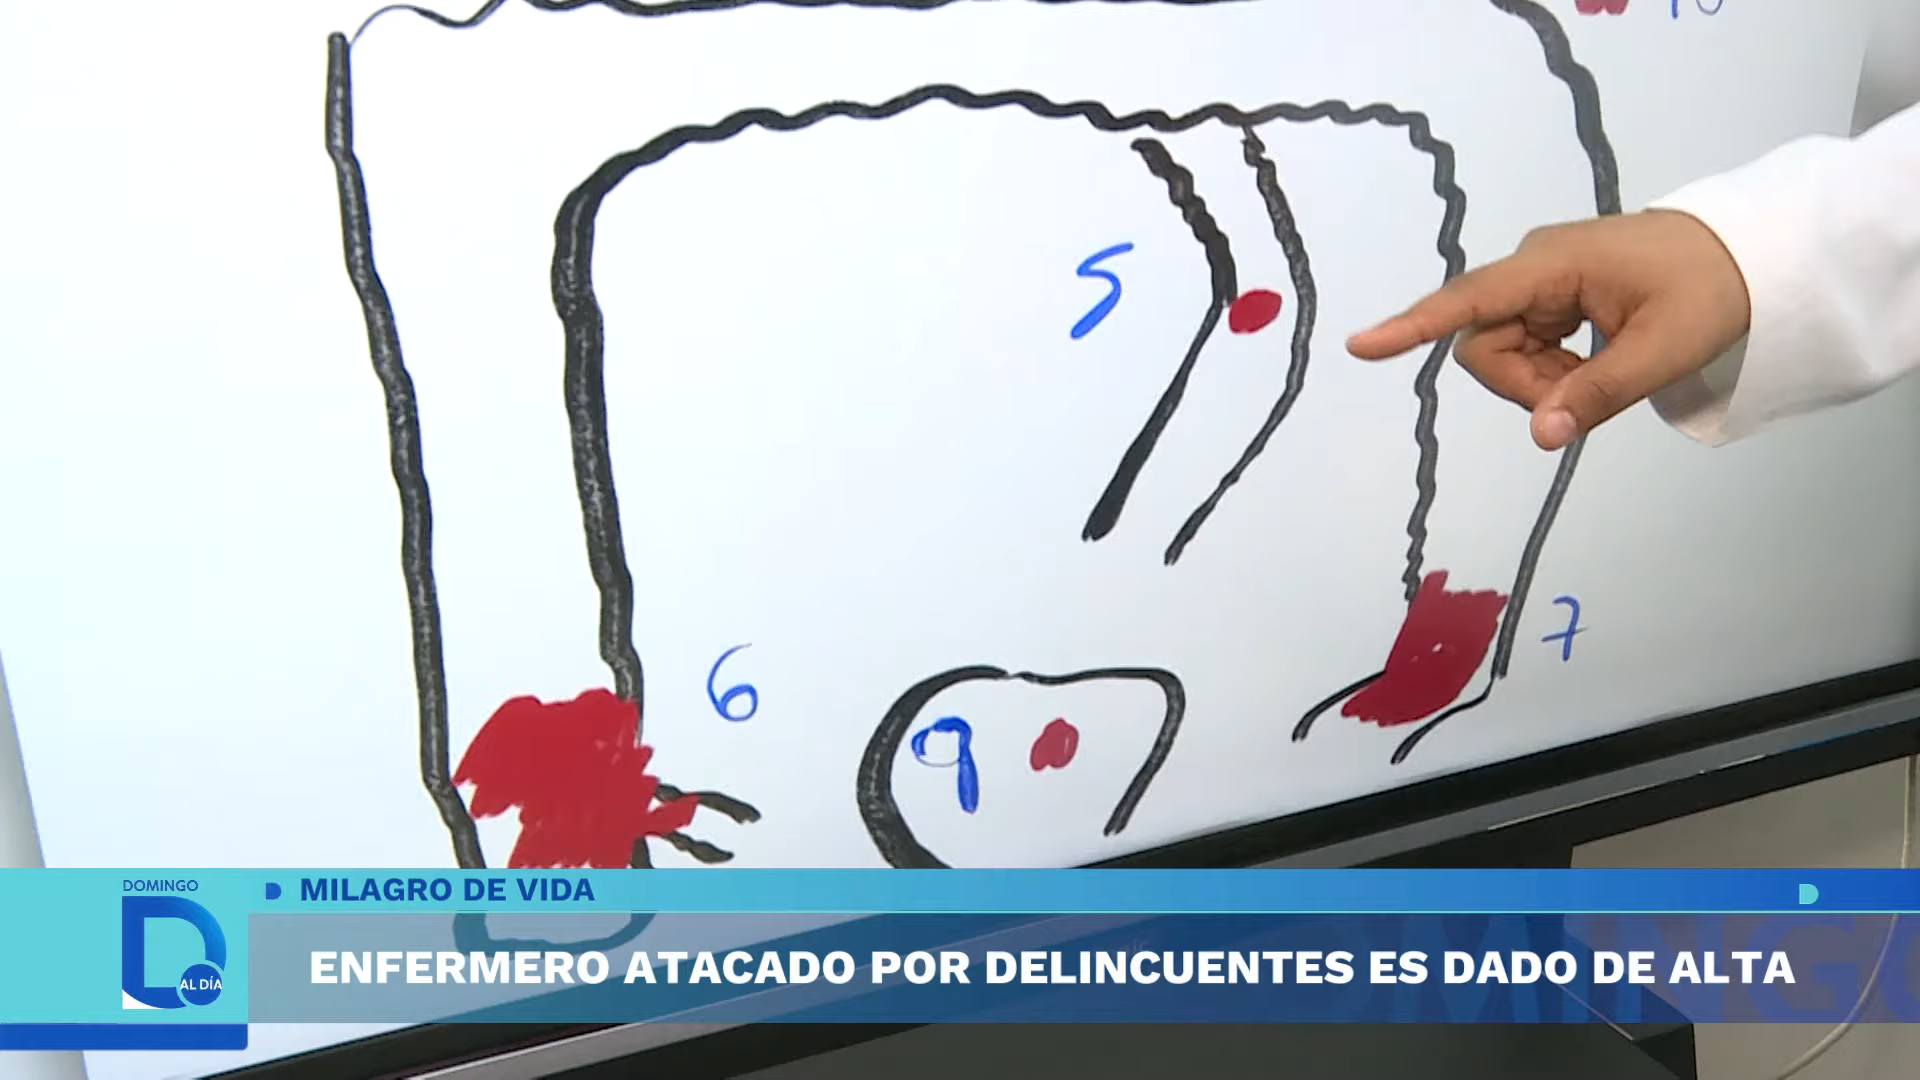 5
6
7
9
DOMINGO
AL DÍA
MILAGRO DE VIDA
ENFERMERO ATACADO POR DELINCUENTES ES DADO DE ALTA